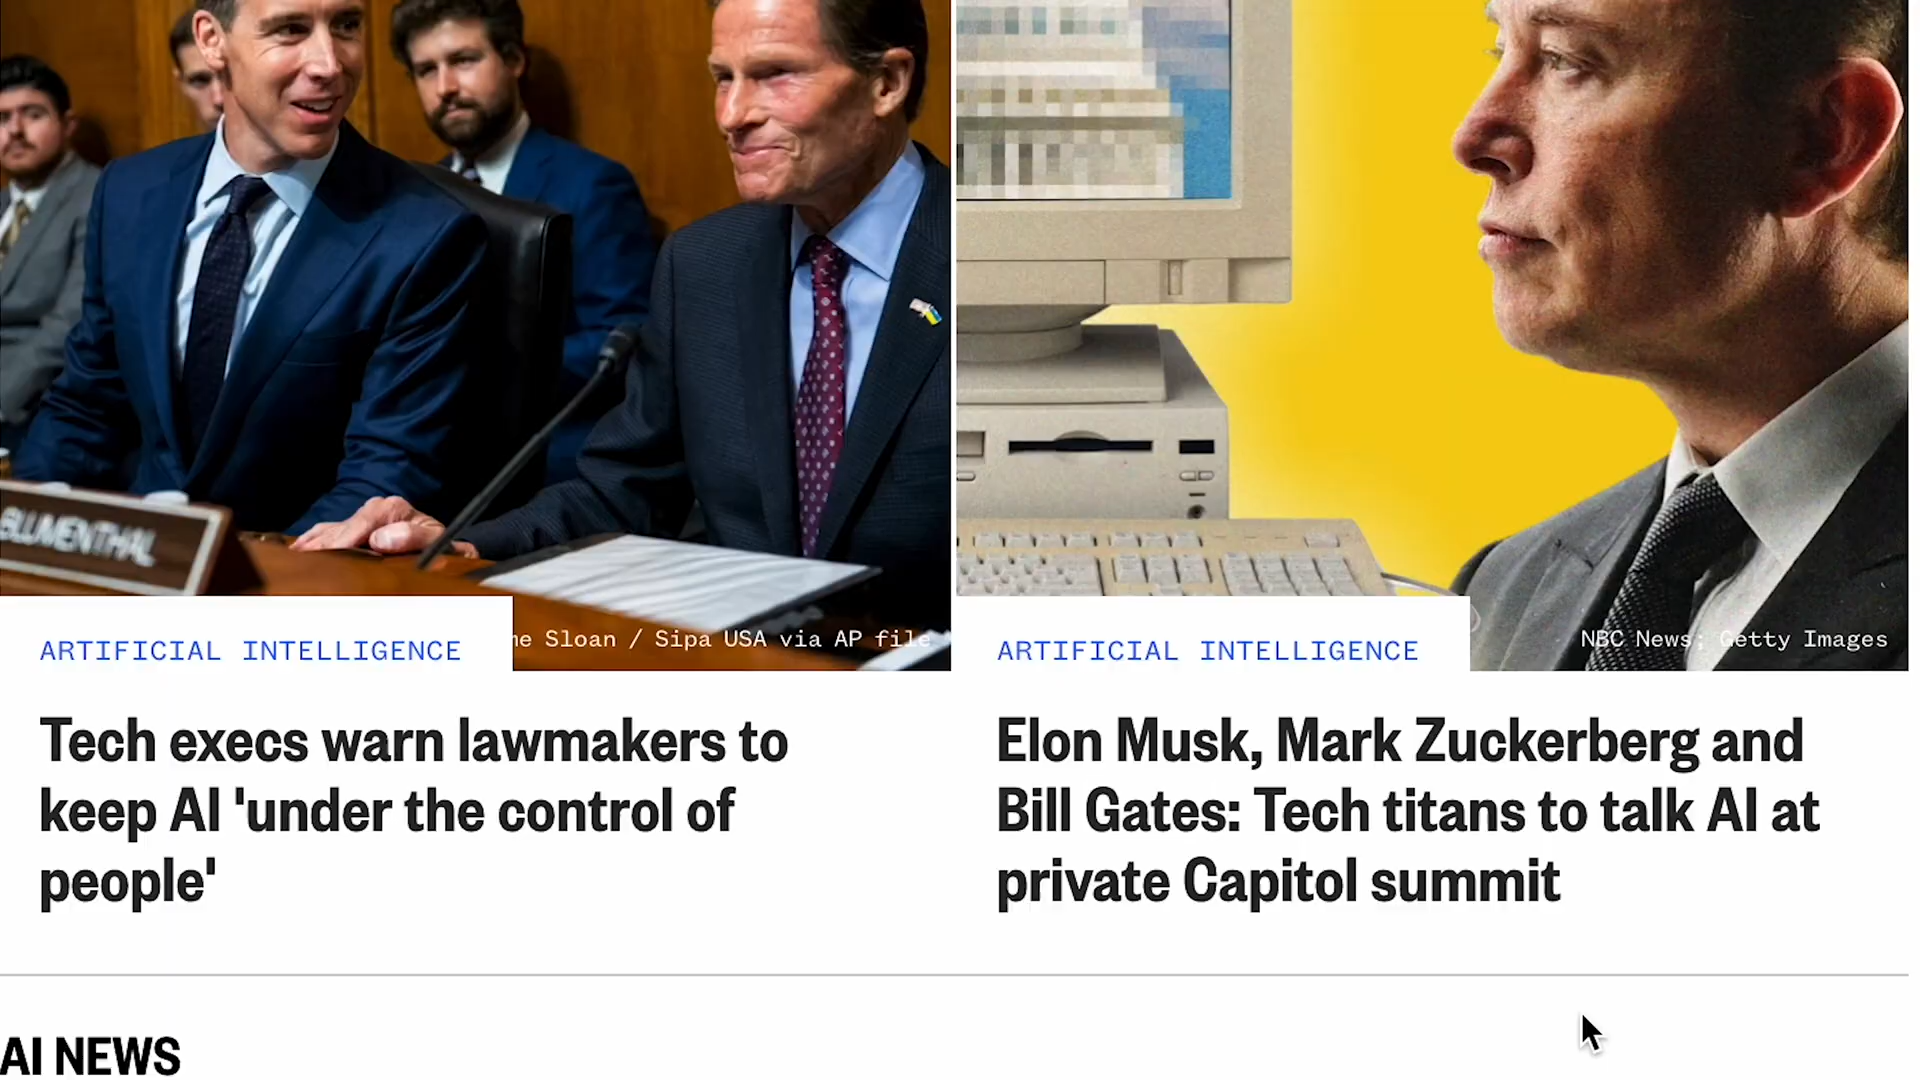 BLUMENTHAL
ARTIFICIAL INTELLIGENCE
Sloan / Sipa USA via AP file
Tech execs warn lawmakers to
keep AI 'under the control of
people'
ARTIFICIAL INTELLIGENCE
NBC News; Getty Images
Elon Musk, Mark Zuckerberg and
Bill Gates: Tech titans to talk AI at
private Capitol summit
AI NEWS